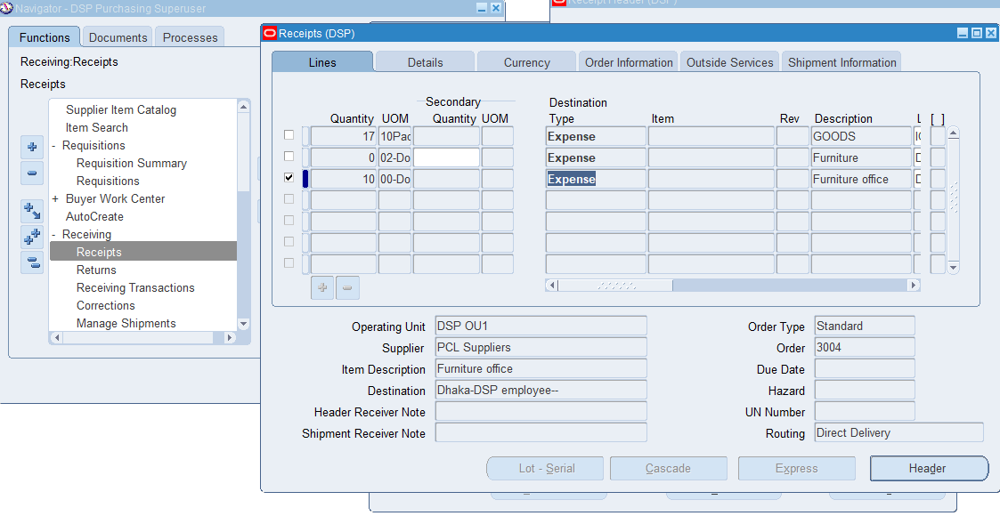 Navigator - DSP Purchasing Superuser
Receipt Header (DSP)
Functions
Documents
Processes
Receiving:Receipts
Receipts
Supplier Item Catalog
Item Search
- Requisitions
Requisition Summary
Requisitions
+ Buyer Work Center
AutoCreate
- Receiving
Receipts
Returns
Receiving Transactions
Corrections
Manage Shipments
Receipts (DSP)
Lines
Details
Currency
Order Information
Outside Services
Shipment Information
Secondary
Destination
Quantity UOM Quantity UOM Type Item Rev Description L [ ]
17 10Pac Expense GOODS
0 02-Do Expense Furniture D
10 00-Do Expense Furniture office D
Operating Unit DSP OU1
Order Type Standard
Supplier PCL Suppliers
Order 3004
Item Description Furniture office
Due Date
Destination Dhaka-DSP employee--
Hazard
Header Receiver Note
UN Number
Shipment Receiver Note
Routing Direct Delivery
Lot - Serial
Cascade
Express
Header